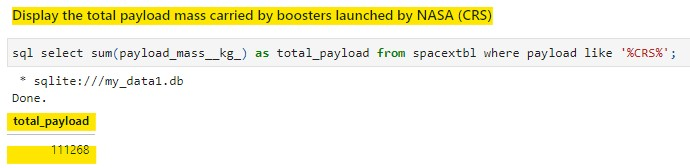 Display the total payload mass carried by boosters launched by NASA (CRS)
sql select sum(payload_mass__kg_) as total_payload from spacextbl where payload like '%CRS%';
* sqlite:///my_data1.db
Done.
total_payload
111268